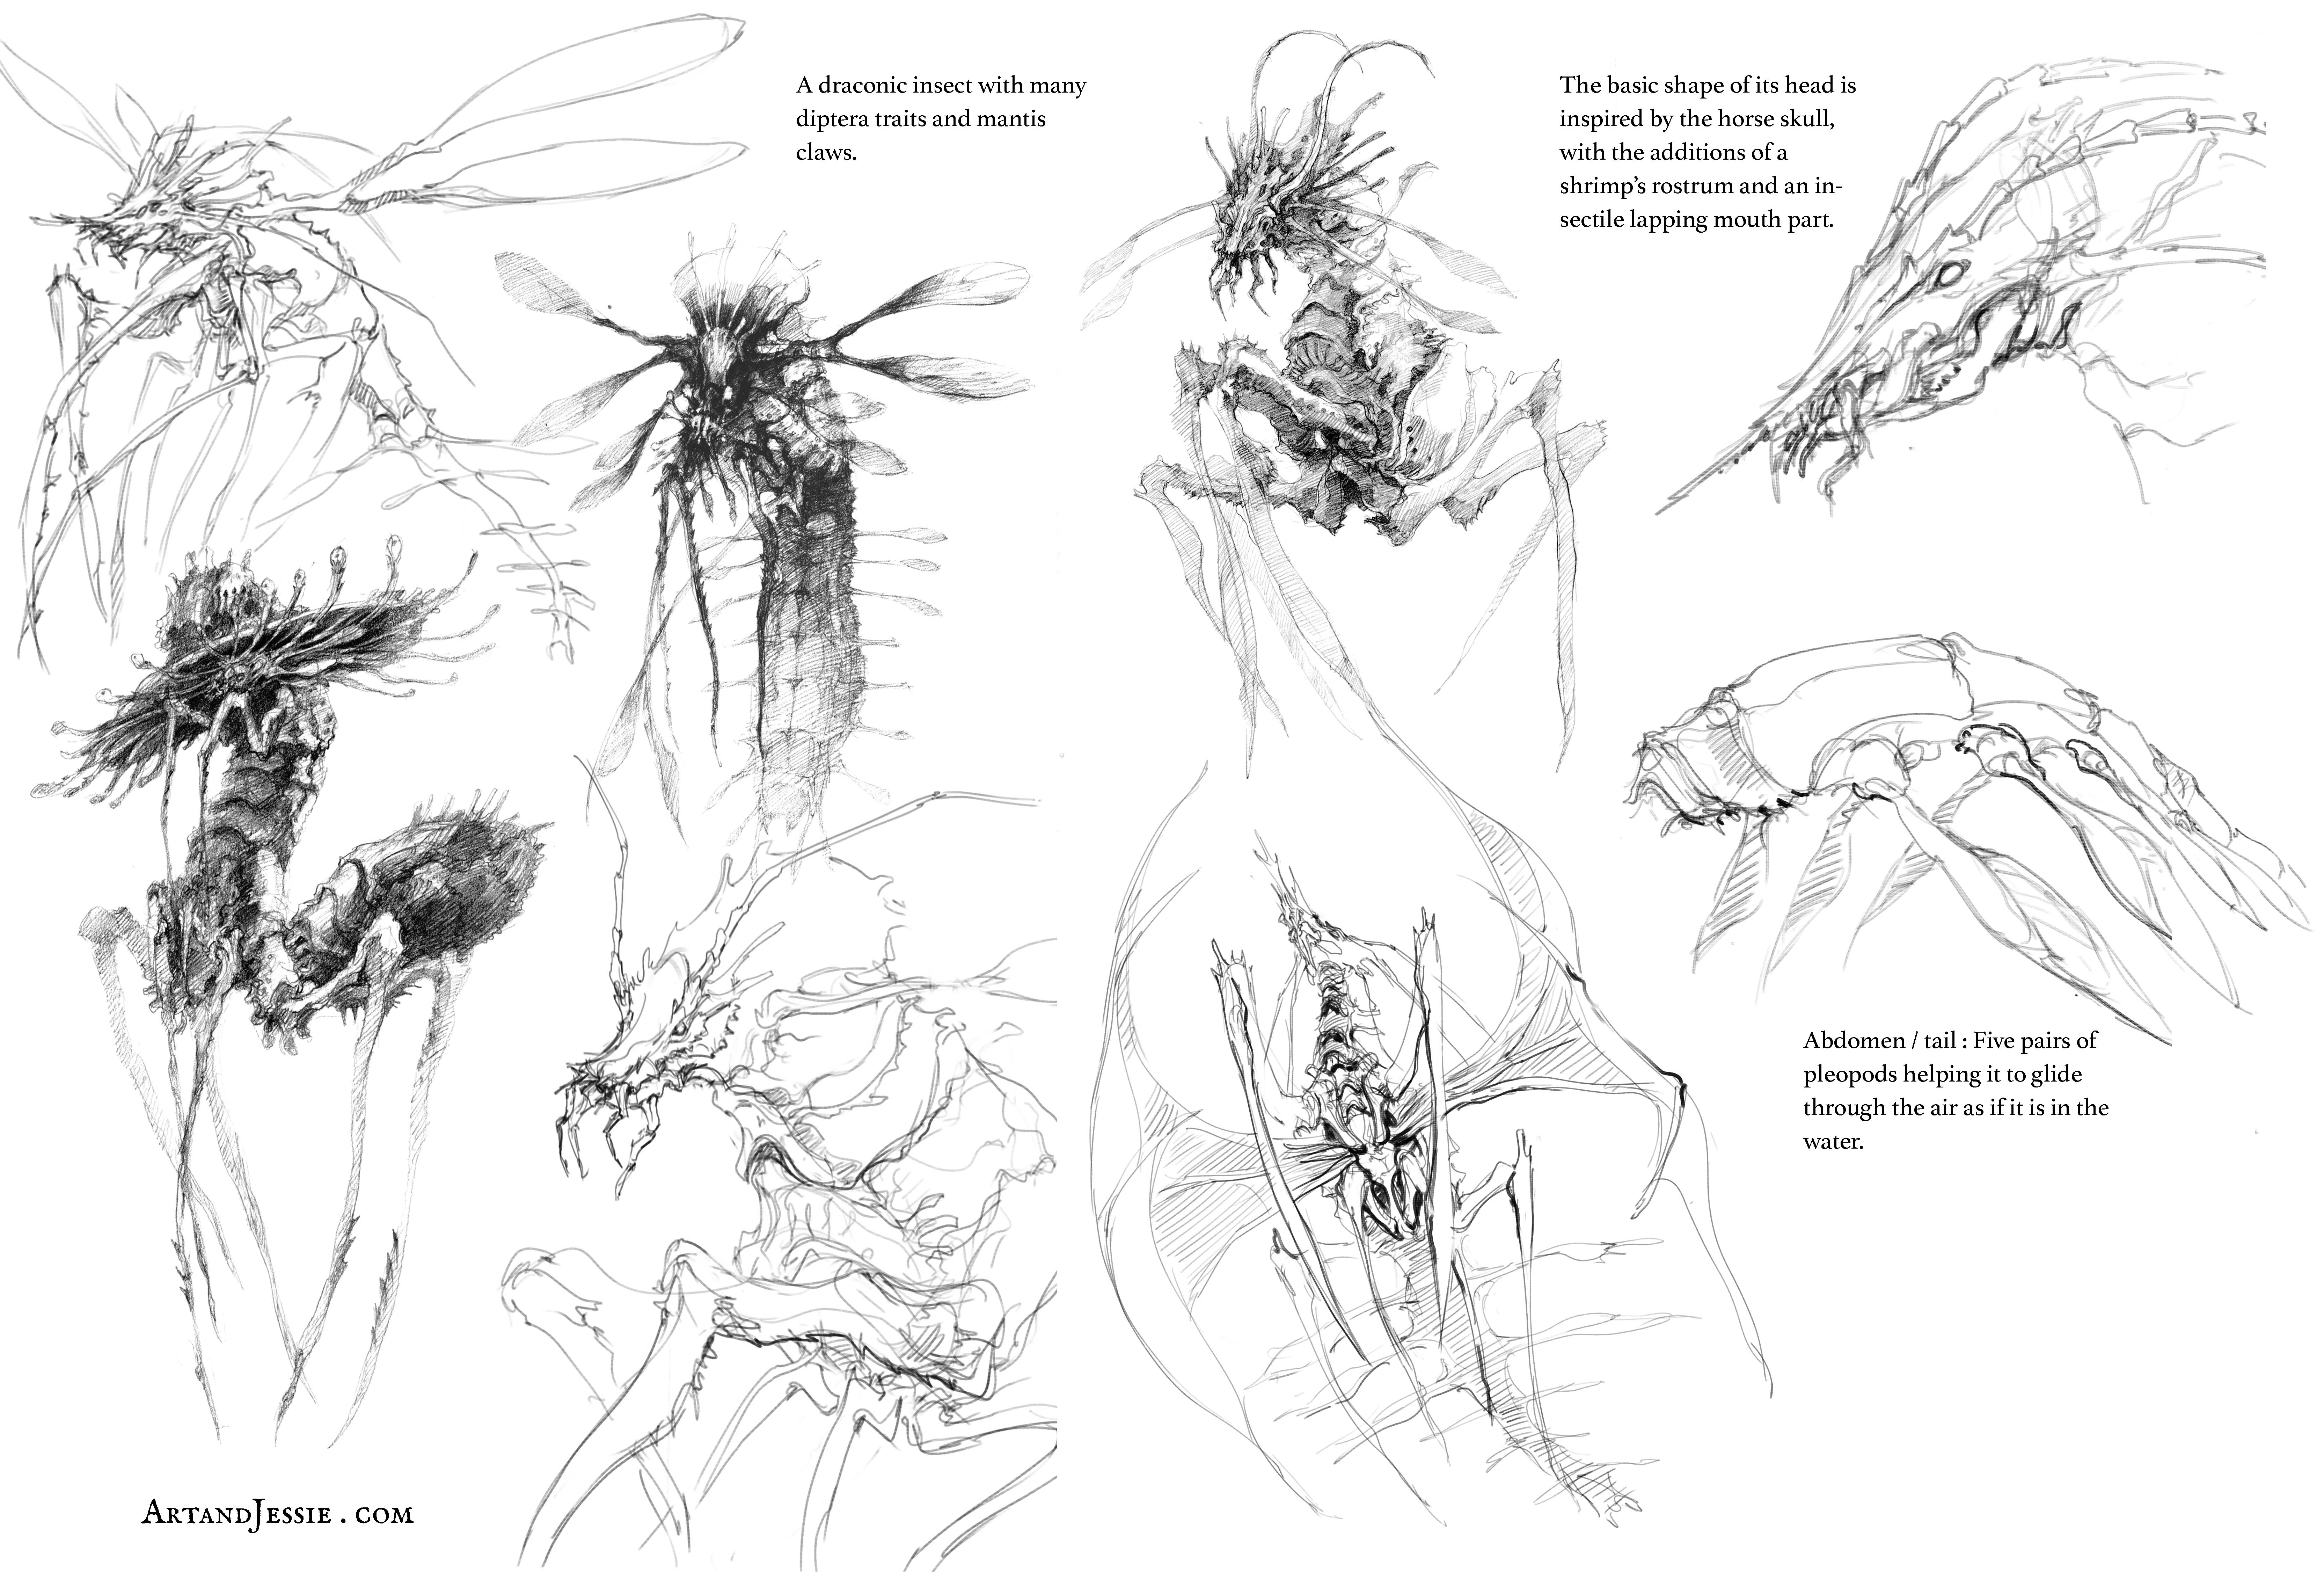 A draconic insect with many
diptera traits and mantis
claws.
The basic shape of its head is
inspired by the horse skull,
with the additions of a
shrimp’s rostrum and an in-
sectile lapping mouth part.
Abdomen / tail : Five pairs of
pleopods helping it to glide
through the air as if it is in the
water.
ArtandJessie . com